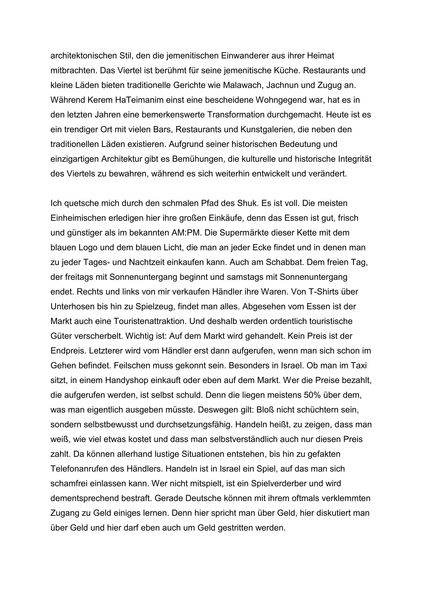 architektonischen Stil, den die jemenitischen Einwanderer aus ihrer Heimat
mitbrachten. Das Viertel ist berühmt für seine jemenitische Küche. Restaurants und
kleine Läden bieten traditionelle Gerichte wie Malawach, Jachnun und Zugug an.
Während Kerem HaTeimanim einst eine bescheidene Wohngegend war, hat es in
den letzten Jahren eine bemerkenswerte Transformation durchgemacht. Heute ist es
ein trendiger Ort mit vielen Bars, Restaurants und Kunstgalerien, die neben den
traditionellen Läden existieren. Aufgrund seiner historischen Bedeutung und
einzigartigen Architektur gibt es Bemühungen, die kulturelle und historische Integrität
des Viertels zu bewahren, während es sich weiterhin entwickelt und verändert.

Ich quetsche mich durch den schmalen Pfad des Shuk. Es ist voll. Die meisten
Einheimischen erledigen hier ihre großen Einkäufe, denn das Essen ist gut, frisch
und günstiger als im bekannten AM:PM. Die Supermärkte dieser Kette mit dem
blauen Logo und dem blauen Licht, die man an jeder Ecke findet und in denen man
zu jeder Tages- und Nachtzeit einkaufen kann. Auch am Schabbat. Dem freien Tag,
der freitags mit Sonnenuntergang beginnt und samstags mit Sonnenuntergang
endet. Rechts und links von mir verkaufen Händler ihre Waren. Von T-Shirts über
Unterhosen bis hin zu Spielzeug, findet man alles. Abgesehen vom Essen ist der
Markt auch eine Touristenattraktion. Und deshalb werden ordentlich touristische
Güter verscherbelt. Wichtig ist: Auf dem Markt wird gehandelt. Kein Preis ist der
Endpreis. Letzterer wird vom Händler erst dann aufgerufen, wenn man sich schon im
Gehen befindet. Feilschen muss gekonnt sein. Besonders in Israel. Ob man im Taxi
sitzt, in einem Handyshop einkauft oder eben auf dem Markt. Wer die Preise bezahlt,
die aufgerufen werden, ist selbst schuld. Denn die liegen meistens 50% über dem,
was man eigentlich ausgeben müsste. Deswegen gilt: Bloß nicht schüchtern sein,
sondern selbstbewusst und durchsetzungsfähig. Handeln heißt, zu zeigen, dass man
weiß, wie viel etwas kostet und dass man selbstverständlich auch nur diesen Preis
zahlt. Da können allerhand lustige Situationen entstehen, bis hin zu gefakten
Telefonanrufen des Händlers. Handeln ist in Israel ein Spiel, auf das man sich
schamfrei einlassen kann. Wer nicht mitspielt, ist ein Spielverderber und wird
dementsprechend bestraft. Gerade Deutsche können mit ihrem oftmals verklemmten
Zugang zu Geld einiges lernen. Denn hier spricht man über Geld, hier diskutiert man
über Geld und hier darf eben auch um Geld gestritten werden.